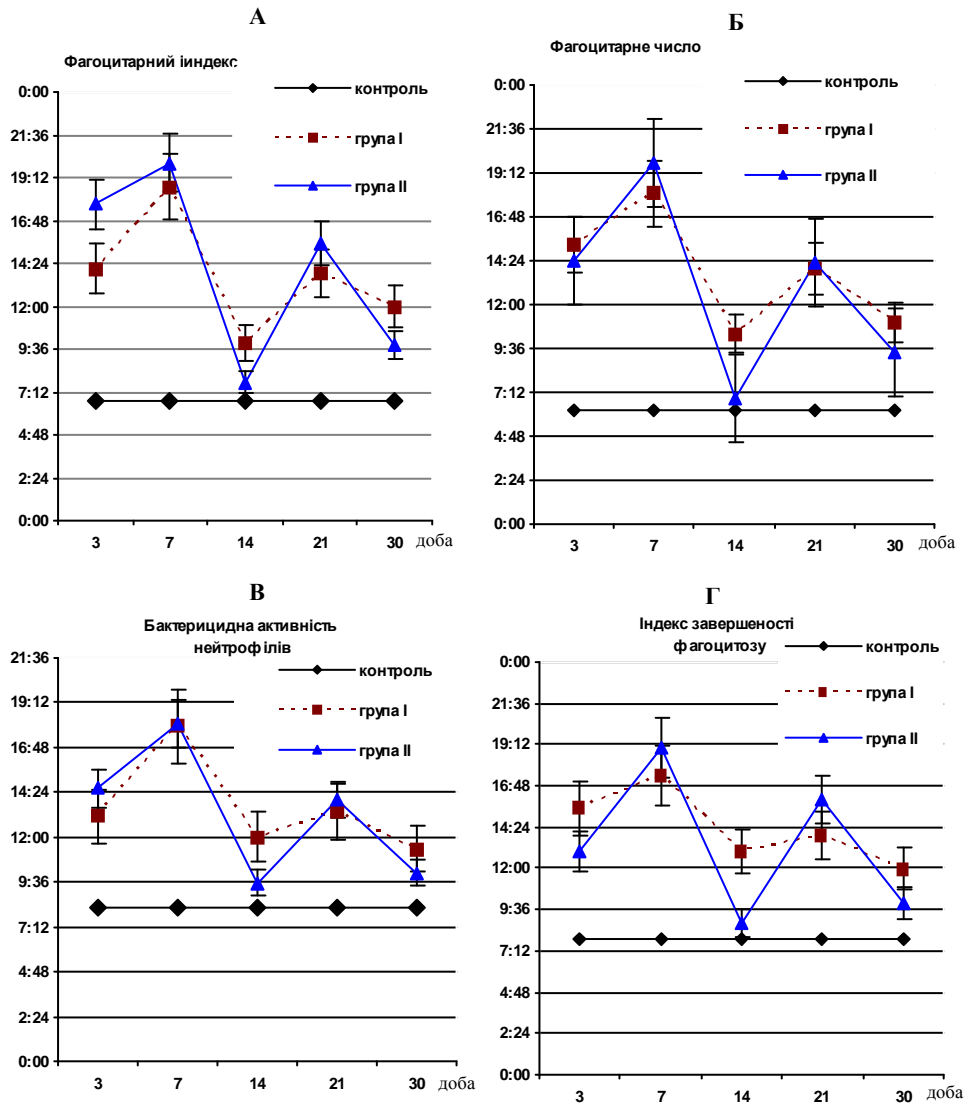 А
Фагоцитарний іиндекс
0:00
21:36
19:12
16:48
14:24
12:00
9:36
7:12
4:48
2:24
0:00
контроль
група I
група II
3 7 14 21 30 доба
Б
Фагоцитарне число
0:00
21:36
19:12
16:48
14:24
12:00
9:36
7:12
4:48
2:24
0:00
контроль
група I
група II
3 7 14 21 30 доба
В
Бактерицидна активність
нейтрофілів
21:36
19:12
16:48
14:24
12:00
9:36
7:12
4:48
2:24
0:00
контроль
група I
група II
3 7 14 21 30 доба
Г
Індекс завершеності
фагоцитозу
0:00
21:36
19:12
16:48
14:24
12:00
9:36
7:12
4:48
2:24
0:00
контроль
група I
група II
3 7 14 21 30 доба